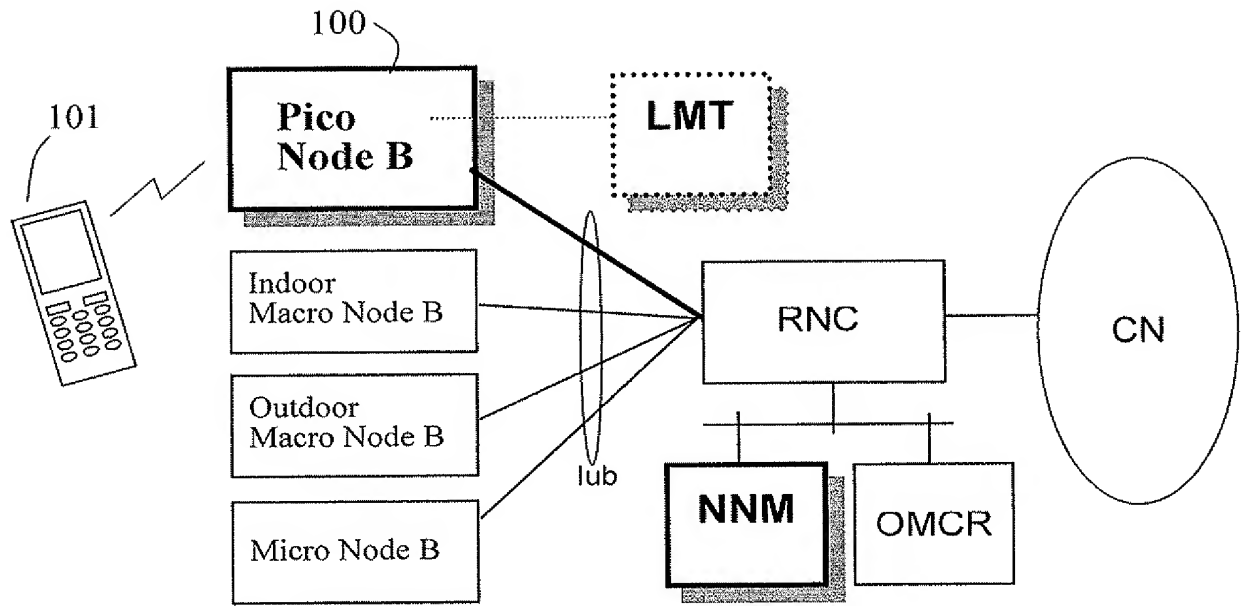 100
101
Pico
Node B
LMT
Indoor
Macro Node B
RNC
CN
Outdoor
Macro Node B
Iub
NNM
OMCR
Micro Node B